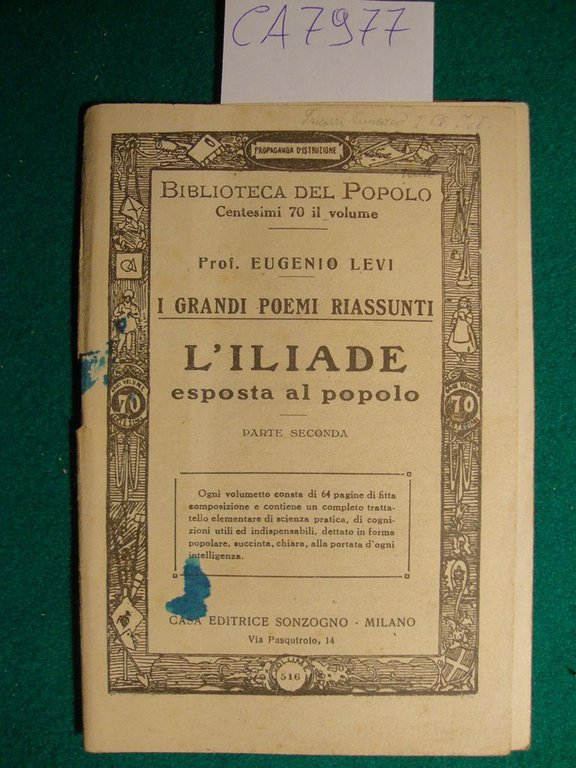 CA7977
PROPAGANDA D'ISTRUZIONE
BIBLIOTECA DEL POPOLO
Centesimi 70 il volume
Prof. EUGENIO LEVI
I GRANDI POEMI RIASSUNTI
L'ILIADE
esposta al popolo
PARTE SECONDA
70
70
Ogni volumetto consta di 64 pagine di fitta
composizione e contiene un completo tratta-
tello elementare di scienza pratica, di cogni-
zioni utili ed indispensabili, dettato in forma
popolare, succinta, chiara, alla portata d'ogni
intelligenza.
CASA EDITRICE SONZOGNO - MILANO
Via Pasquirolo, 14
VOLUME
516